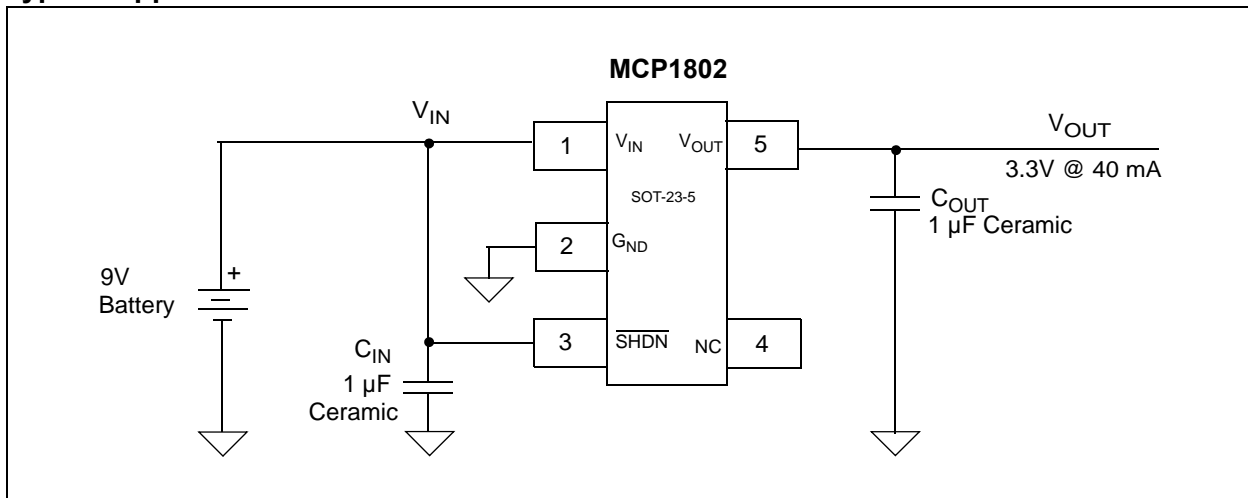 MCP1802
V_IN
1
V_IN
V_OUT
5
V_OUT
3.3V @ 40 mA
SOT-23-5
C_OUT
1 µF Ceramic
2
G_ND
9V
Battery
+
3
SHDN
NC
4
C_IN
1 µF
Ceramic